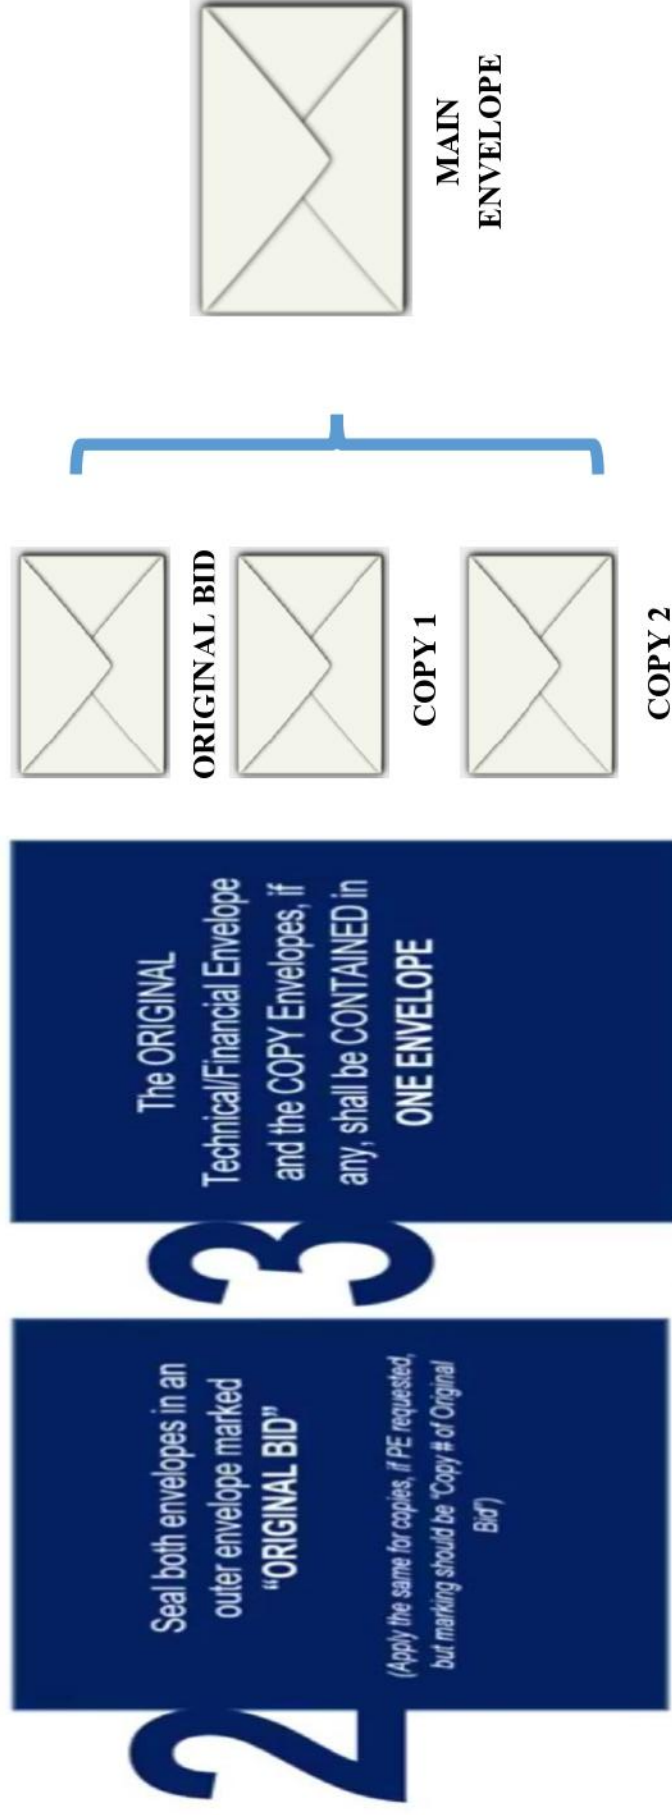 2
Seal both envelopes in an
outer envelope marked
“ORIGINAL BID”
(Apply the same for copies, if PE requested,
but marking should be “Copy # of Original
Bid”)
3
The ORIGINAL
Technical/Financial Envelope
and the COPY Envelopes, if
any, shall be CONTAINED in
ONE ENVELOPE
ORIGINAL BID
COPY 1
COPY 2
MAIN
ENVELOPE